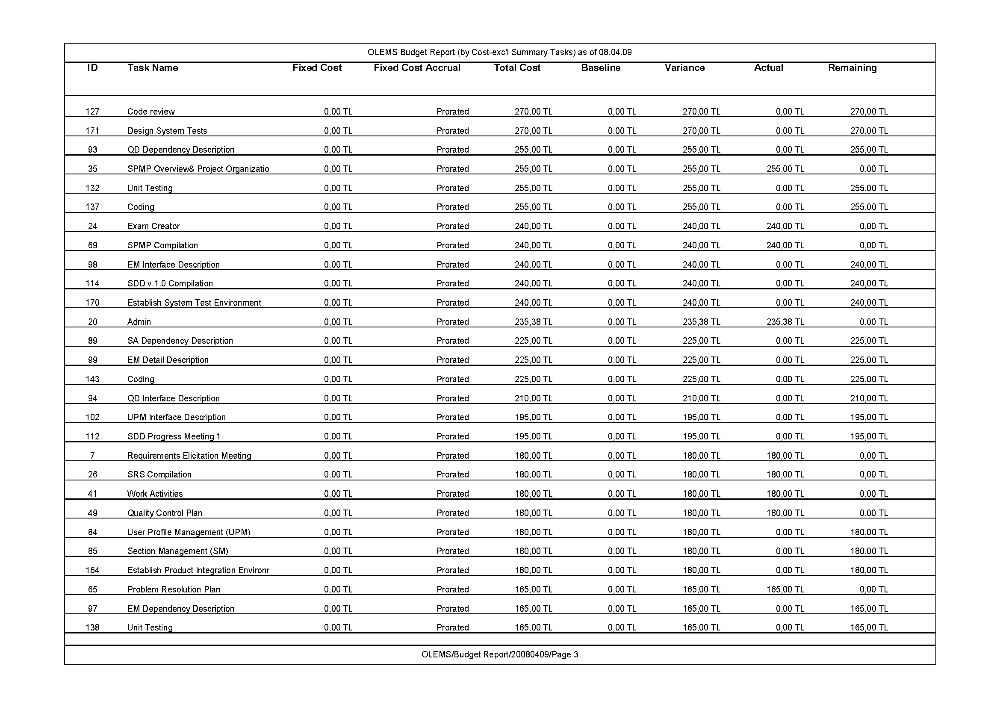 OLEMS Budget Report (by Cost-exc'l Summary Tasks) as of 08.04.09
ID Task Name Fixed Cost Fixed Cost Accrual Total Cost Baseline Variance Actual Remaining
127 Code review 0,00 TL Prorated 270,00 TL 0,00 TL 270,00 TL 0,00 TL 270,00 TL
171 Design System Tests 0,00 TL Prorated 270,00 TL 0,00 TL 270,00 TL 0,00 TL 270,00 TL
93 QD Dependency Description 0,00 TL Prorated 255,00 TL 0,00 TL 255,00 TL 0,00 TL 255,00 TL
35 SPMP Overview& Project Organizatio 0,00 TL Prorated 255,00 TL 0,00 TL 255,00 TL 255,00 TL 0,00 TL
132 Unit Testing 0,00 TL Prorated 255,00 TL 0,00 TL 255,00 TL 0,00 TL 255,00 TL
137 Coding 0,00 TL Prorated 255,00 TL 0,00 TL 255,00 TL 0,00 TL 255,00 TL
24 Exam Creator 0,00 TL Prorated 240,00 TL 0,00 TL 240,00 TL 240,00 TL 0,00 TL
69 SPMP Compilation 0,00 TL Prorated 240,00 TL 0,00 TL 240,00 TL 240,00 TL 0,00 TL
98 EM Interface Description 0,00 TL Prorated 240,00 TL 0,00 TL 240,00 TL 0,00 TL 240,00 TL
114 SDD v.1.0 Compilation 0,00 TL Prorated 240,00 TL 0,00 TL 240,00 TL 0,00 TL 240,00 TL
170 Establish System Test Environment 0,00 TL Prorated 240,00 TL 0,00 TL 240,00 TL 0,00 TL 240,00 TL
20 Admin 0,00 TL Prorated 235,38 TL 0,00 TL 235,38 TL 235,38 TL 0,00 TL
89 SA Dependency Description 0,00 TL Prorated 225,00 TL 0,00 TL 225,00 TL 0,00 TL 225,00 TL
99 EM Detail Description 0,00 TL Prorated 225,00 TL 0,00 TL 225,00 TL 0,00 TL 225,00 TL
143 Coding 0,00 TL Prorated 225,00 TL 0,00 TL 225,00 TL 0,00 TL 225,00 TL
94 QD Interface Description 0,00 TL Prorated 210,00 TL 0,00 TL 210,00 TL 0,00 TL 210,00 TL
102 UPM Interface Description 0,00 TL Prorated 195,00 TL 0,00 TL 195,00 TL 0,00 TL 195,00 TL
112 SDD Progress Meeting 1 0,00 TL Prorated 195,00 TL 0,00 TL 195,00 TL 0,00 TL 195,00 TL
7 Requirements Elicitation Meeting 0,00 TL Prorated 180,00 TL 0,00 TL 180,00 TL 180,00 TL 0,00 TL
26 SRS Compilation 0,00 TL Prorated 180,00 TL 0,00 TL 180,00 TL 180,00 TL 0,00 TL
41 Work Activities 0,00 TL Prorated 180,00 TL 0,00 TL 180,00 TL 180,00 TL 0,00 TL
49 Quality Control Plan 0,00 TL Prorated 180,00 TL 0,00 TL 180,00 TL 180,00 TL 0,00 TL
84 User Profile Management (UPM) 0,00 TL Prorated 180,00 TL 0,00 TL 180,00 TL 0,00 TL 180,00 TL
85 Section Management (SM) 0,00 TL Prorated 180,00 TL 0,00 TL 180,00 TL 0,00 TL 180,00 TL
164 Establish Product Integration Environr 0,00 TL Prorated 180,00 TL 0,00 TL 180,00 TL 0,00 TL 180,00 TL
65 Problem Resolution Plan 0,00 TL Prorated 165,00 TL 0,00 TL 165,00 TL 165,00 TL 0,00 TL
97 EM Dependency Description 0,00 TL Prorated 165,00 TL 0,00 TL 165,00 TL 0,00 TL 165,00 TL
138 Unit Testing 0,00 TL Prorated 165,00 TL 0,00 TL 165,00 TL 0,00 TL 165,00 TL
OLEMS/Budget Report/20080409/Page 3